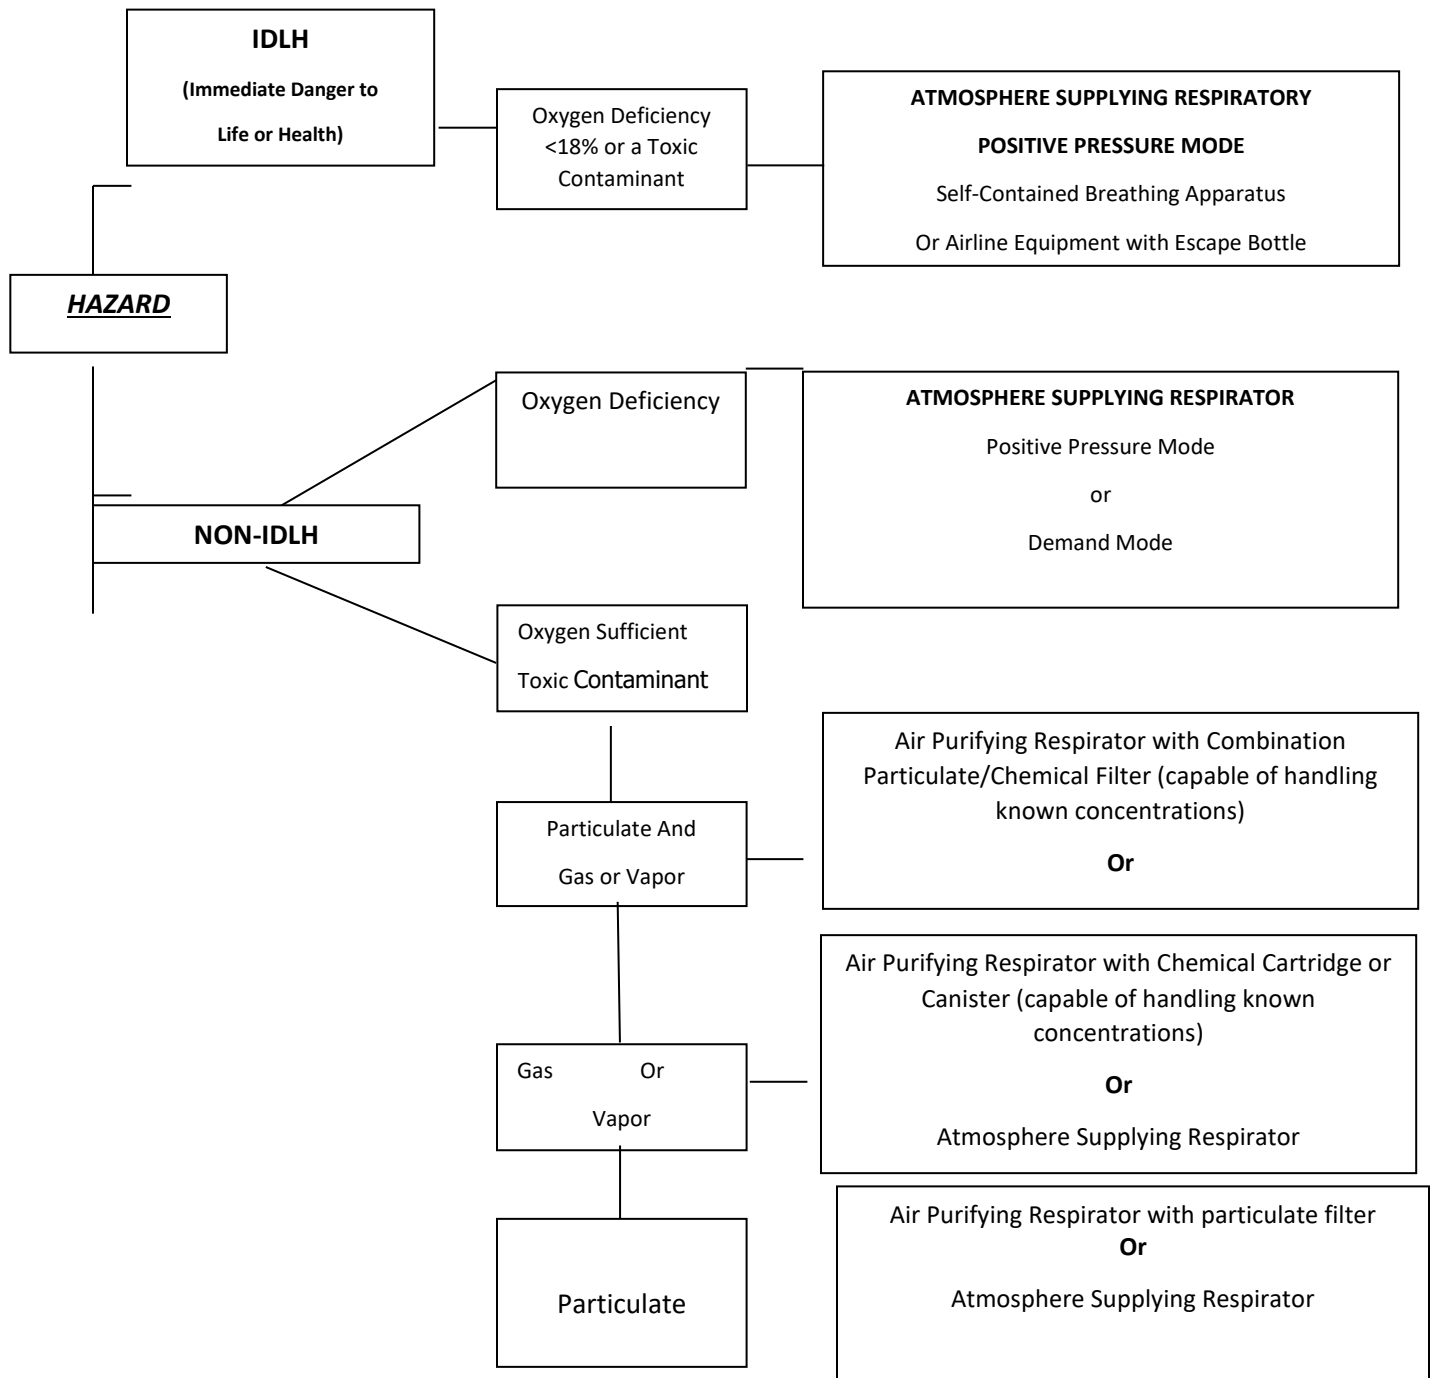 IDLH
(Immediate Danger to
Life or Health)
Oxygen Deficiency
<18% or a Toxic
Contaminant
ATMOSPHERE SUPPLYING RESPIRATORY
POSITIVE PRESSURE MODE
Self-Contained Breathing Apparatus
Or Airline Equipment with Escape Bottle
HAZARD
Oxygen Deficiency
ATMOSPHERE SUPPLYING RESPIRATOR
Positive Pressure Mode
or
Demand Mode
NON-IDLH
Oxygen Sufficient
Toxic Contaminant
Particulate And
Gas or Vapor
Air Purifying Respirator with Combination
Particulate/Chemical Filter (capable of handling
known concentrations)
Or
Gas Or
Vapor
Air Purifying Respirator with Chemical Cartridge or
Canister (capable of handling known
concentrations)
Or
Atmosphere Supplying Respirator
Particulate
Air Purifying Respirator with particulate filter
Or
Atmosphere Supplying Respirator